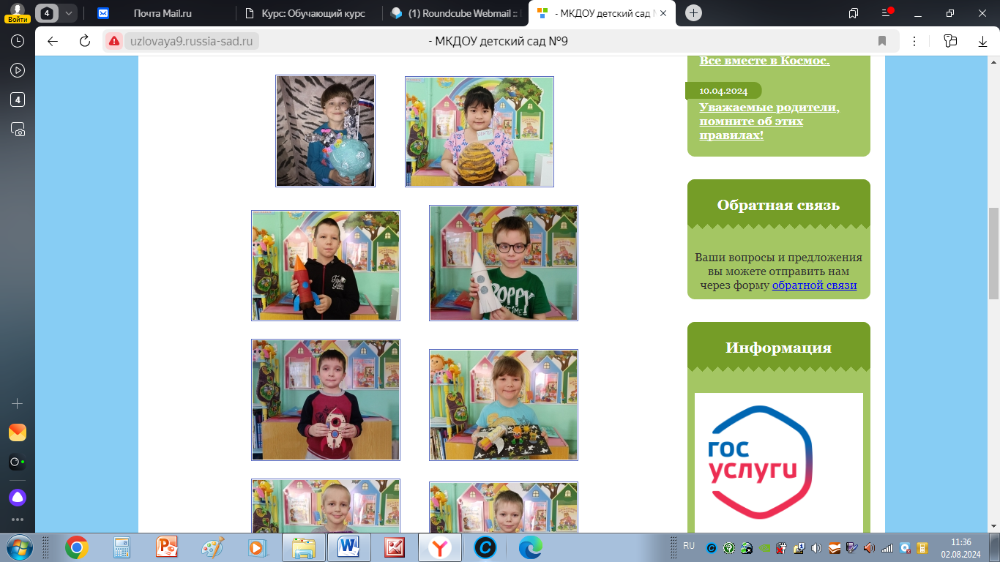 Войти
4
Почта Mail.ru
Курс: Обучающий курс
(1) Roundcube Webmail ::
- МКДОУ детский сад №
uzlovaya9.russia-sad.ru
- МКДОУ детский сад №9
4
Все вместе в Космос.
10.04.2024
Уважаемые родители,
помните об этих
правилах!
Обратная связь
Ваши вопросы и предложения
вы можете отправить нам
через форму обратной связи
Информация
гос
услуги
POPPY
RU
11:36
02.08.2024